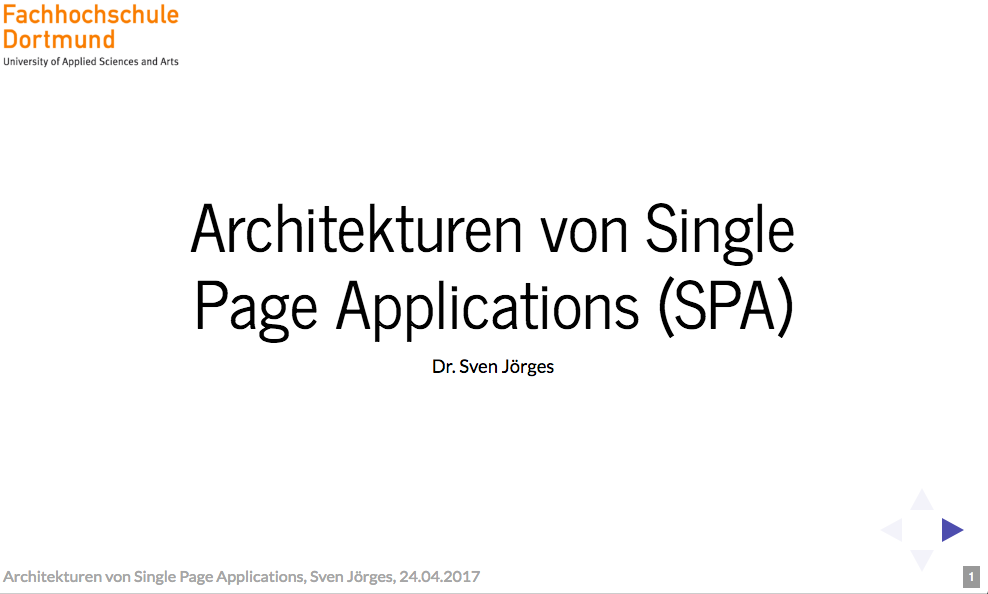 Fachhochschule
Dortmund
University of Applied Sciences and Arts
Architekturen von Single
Page Applications (SPA)
Dr. Sven Jörges
Architekturen von Single Page Applications, Sven Jörges, 24.04.2017
1